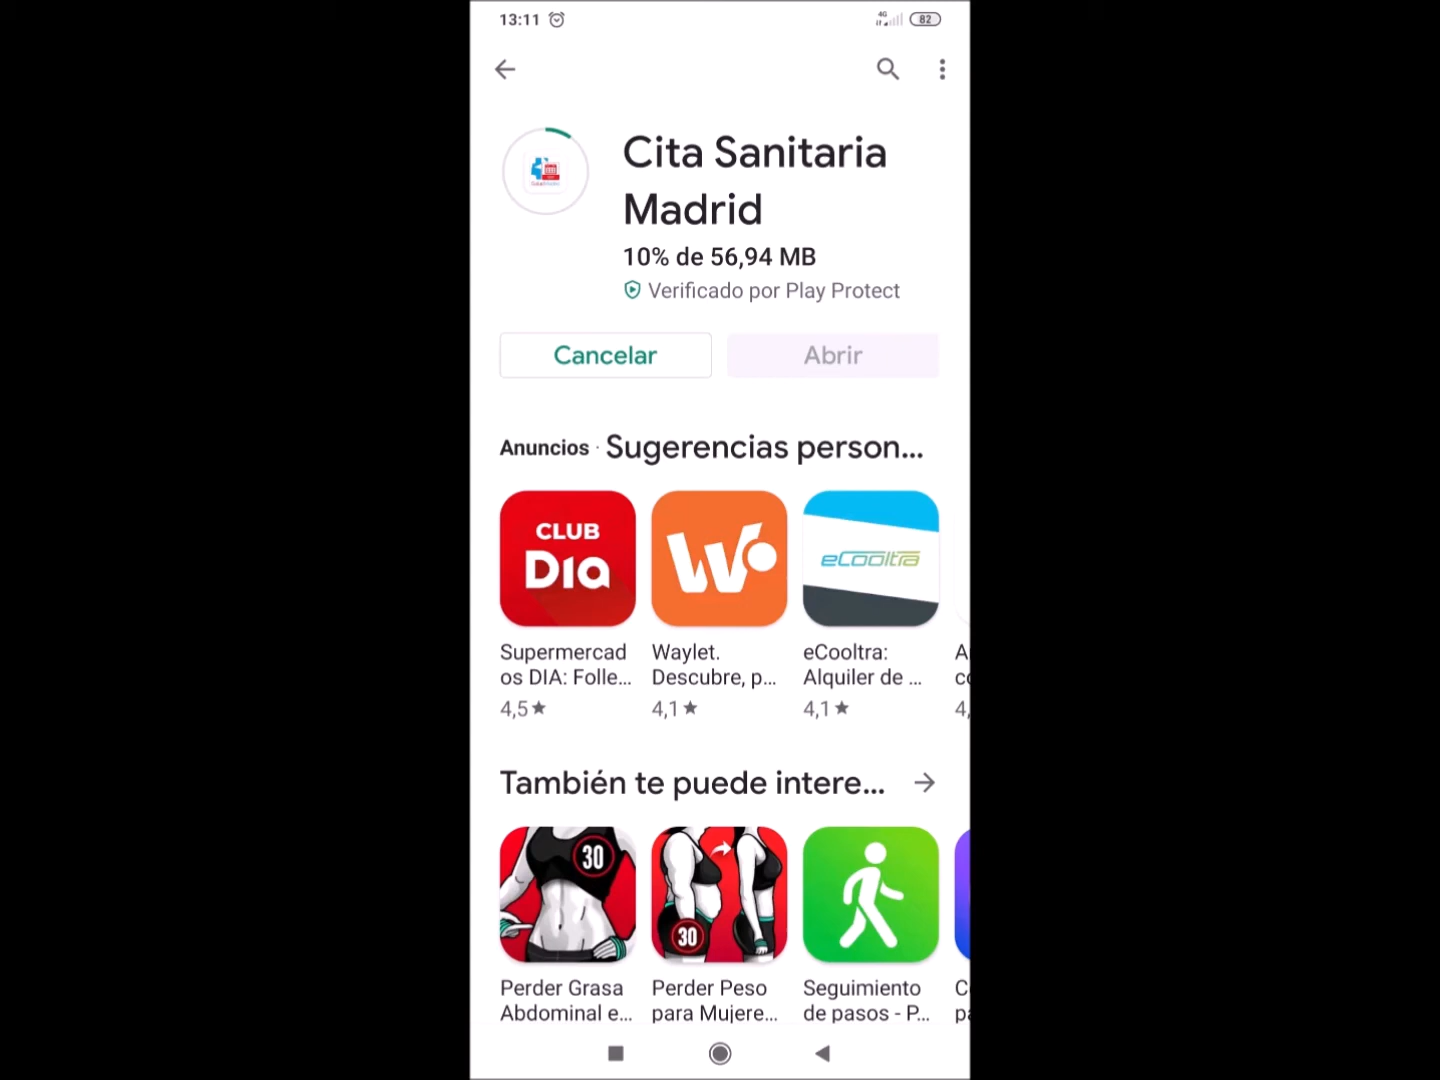 13:11
4G
82
Cita Sanitaria
Madrid
10% de 56,94 MB
Verificado por Play Protect
Cancelar
Abrir
Anuncios · Sugerencias person...
CLUB
Dia
W
eCooltra
Supermercad
os DIA: Folle...
Waylet.
Descubre, p...
eCooltra:
Alquiler de ...
4,5★
4,1★
4,1★
4,
También te puede intere...
30
30
Perder Grasa
Abdominal e...
Perder Peso
para Mujere...
Seguimiento
de pasos - P...